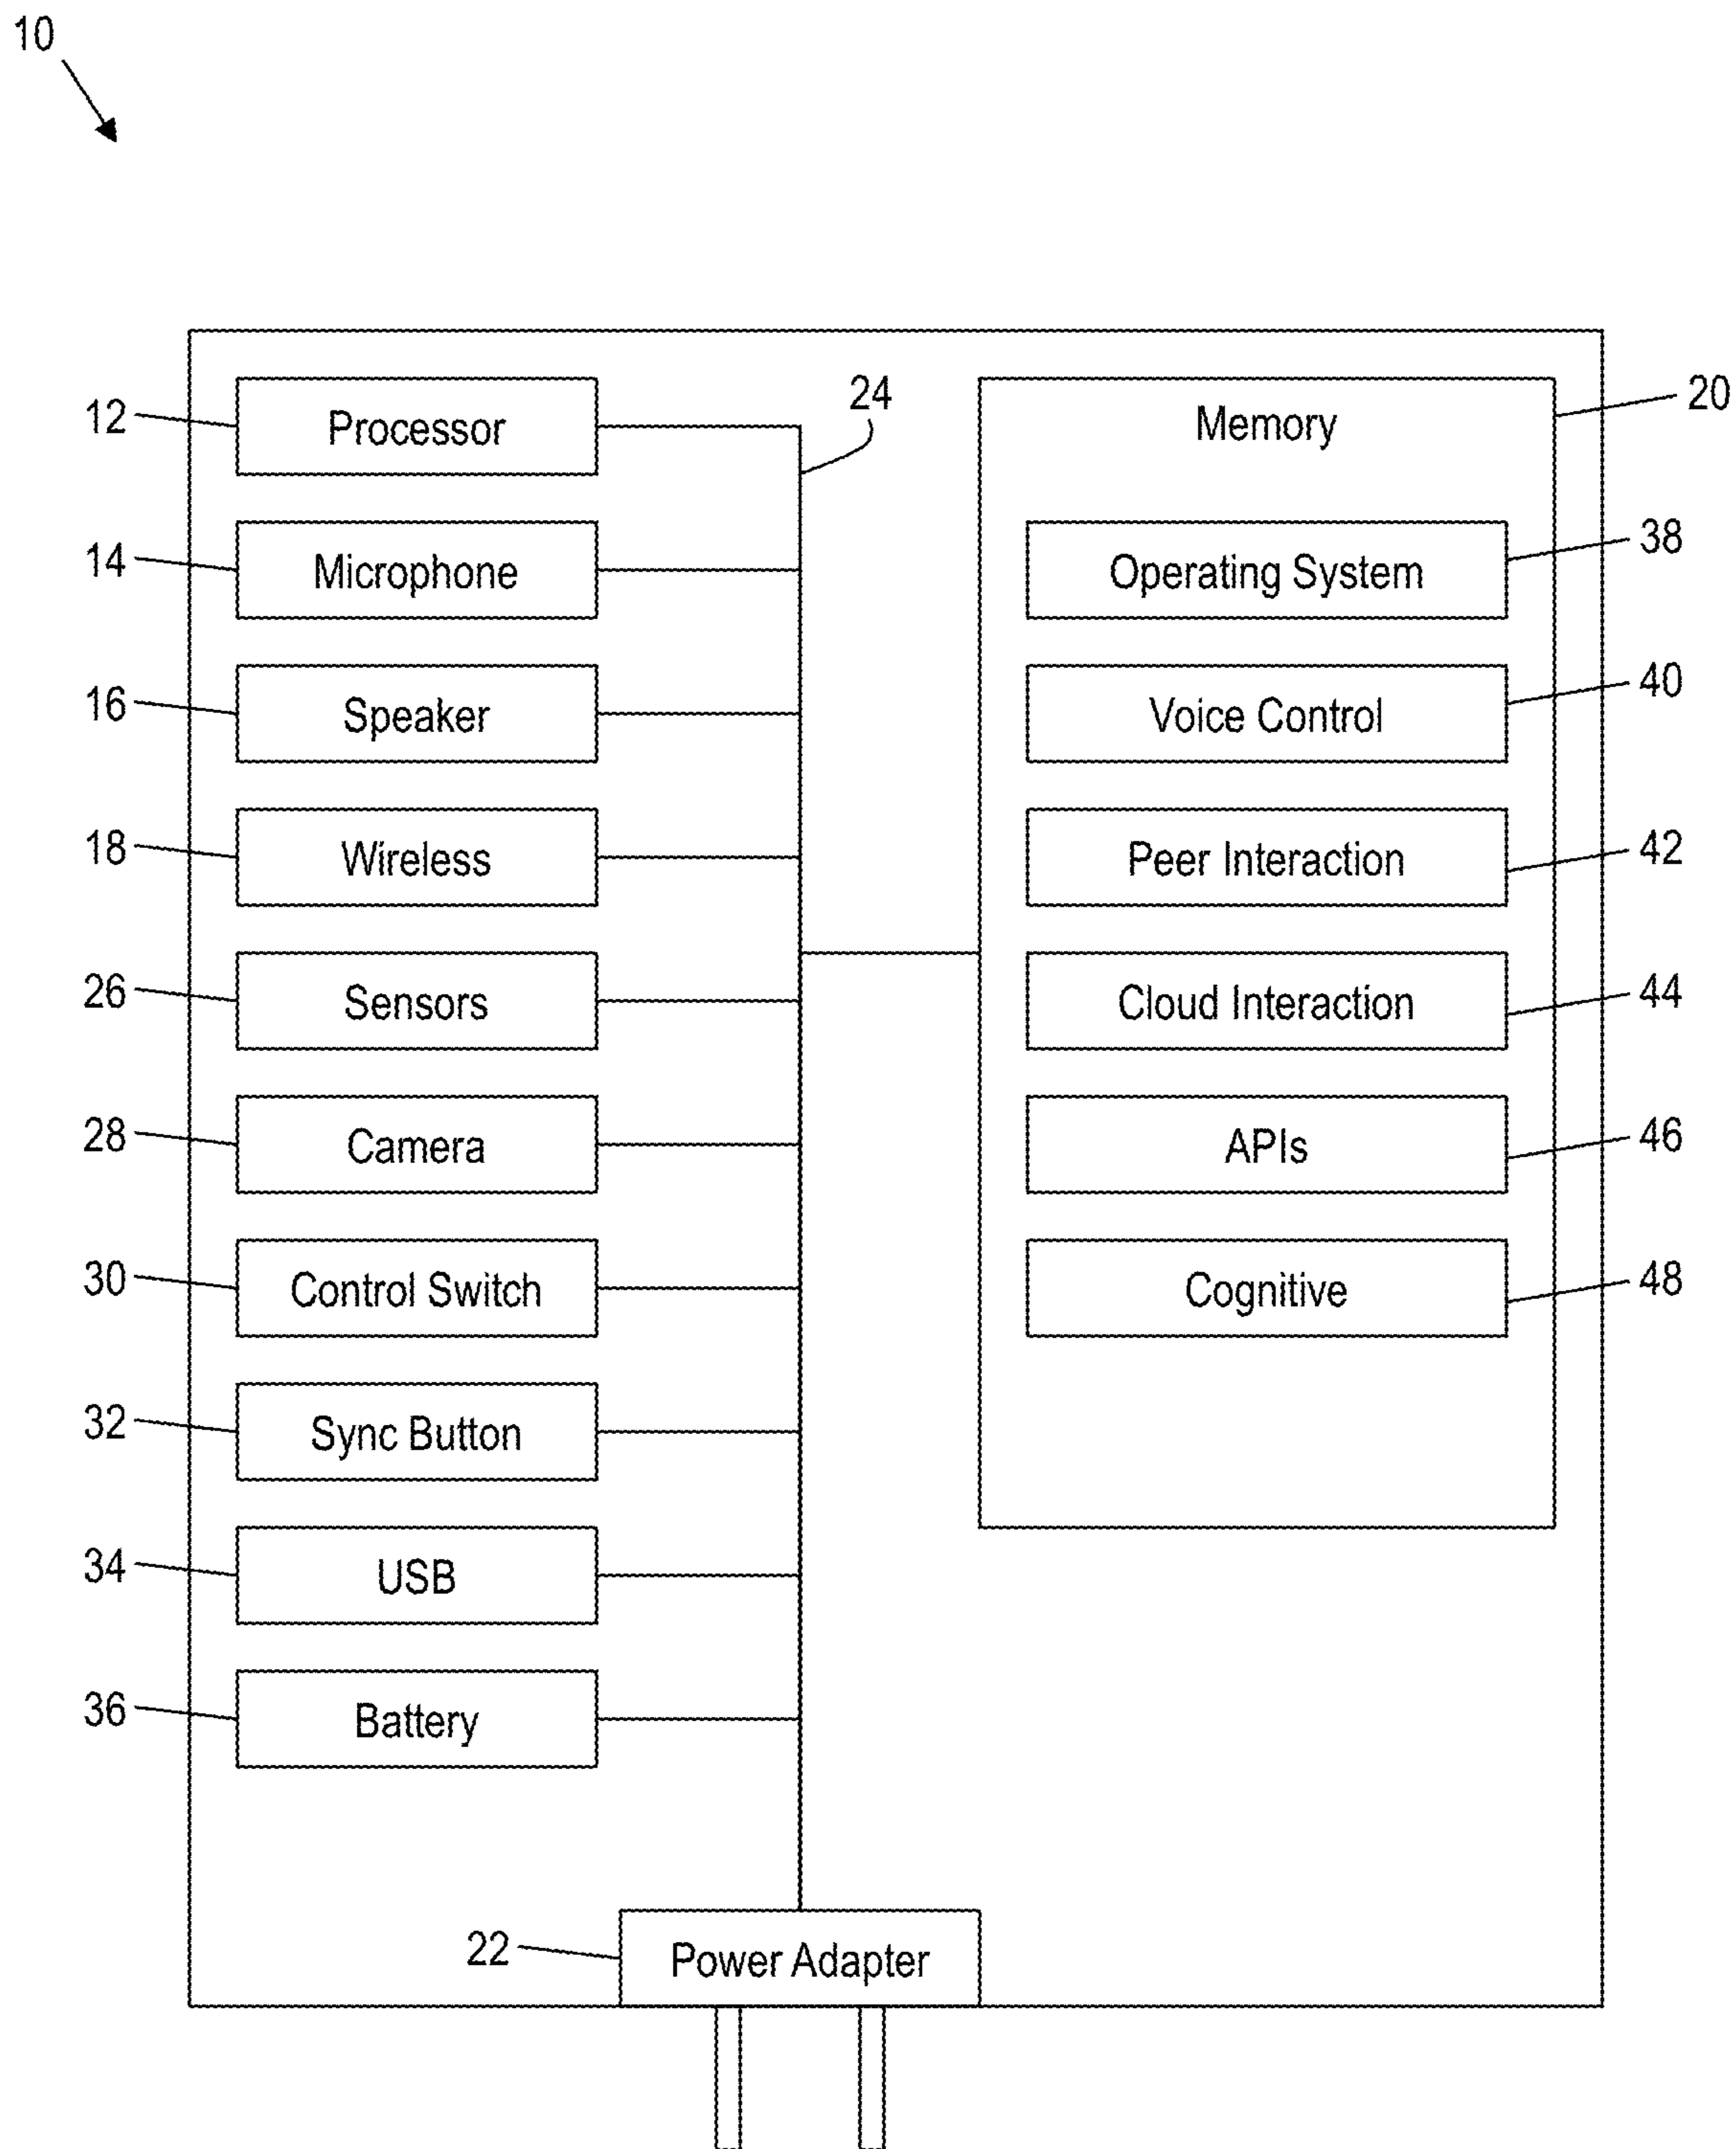 10
12 Processor 24 Memory 20
14 Microphone Operating System 38
16 Speaker Voice Control 40
18 Wireless Peer Interaction 42
26 Sensors Cloud Interaction 44
28 Camera APIs 46
30 Control Switch Cognitive 48
32 Sync Button
34 USB
36 Battery
22 Power Adapter